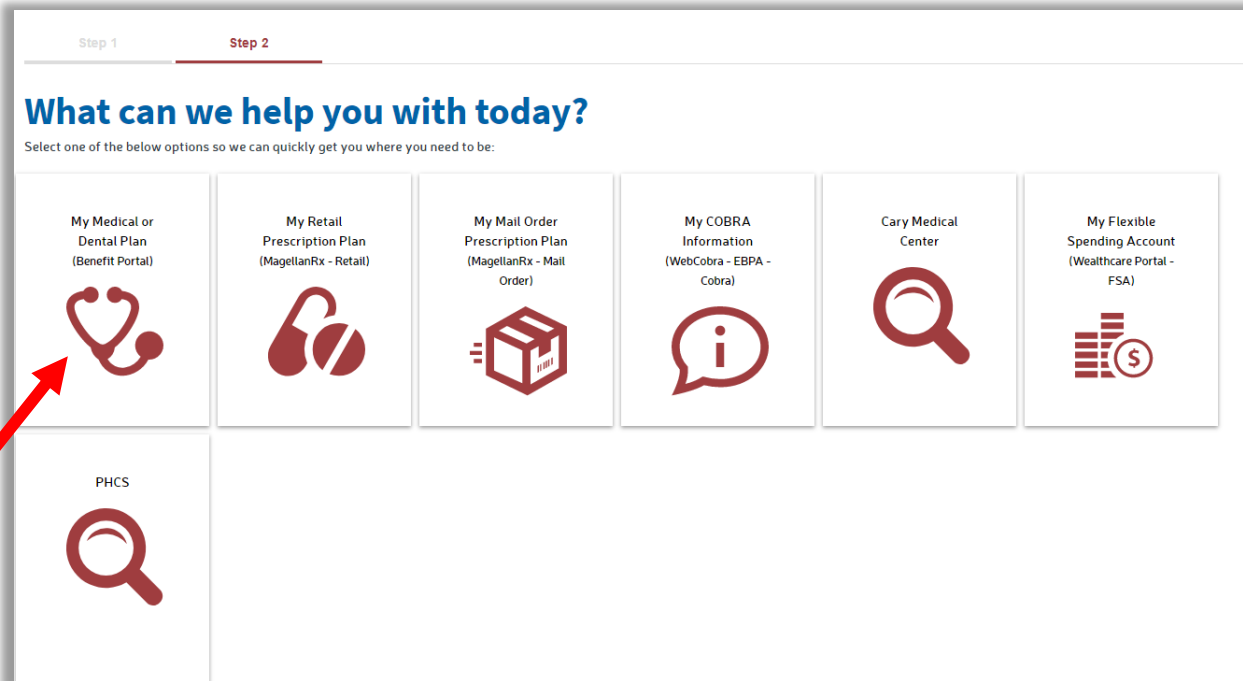 Step 1
Step 2
What can we help you with today?
Select one of the below options so we can quickly get you where you need to be:
My Medical or
Dental Plan
(Benefit Portal)
My Retail
Prescription Plan
(MagellanRx - Retail)
My Mail Order
Prescription Plan
(MagellanRx - Mail
Order)
My COBRA
Information
(WebCobra - EBPA -
Cobra)
Cary Medical
Center
My Flexible
Spending Account
(Wealthcare Portal -
FSA)
i
$
PHCS